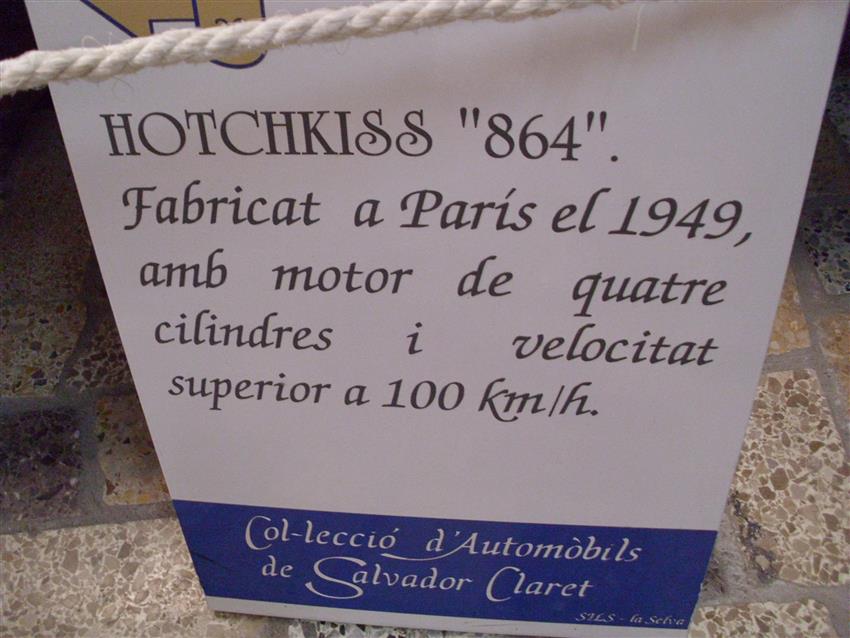 HOTCHKISS "864".
Fabricat a París el 1949,
amb motor de quatre
cilindres i velocitat
superior a 100 km/h.
Col-lecció d'Automòbils
de Salvador Claret
SILS - la Selva